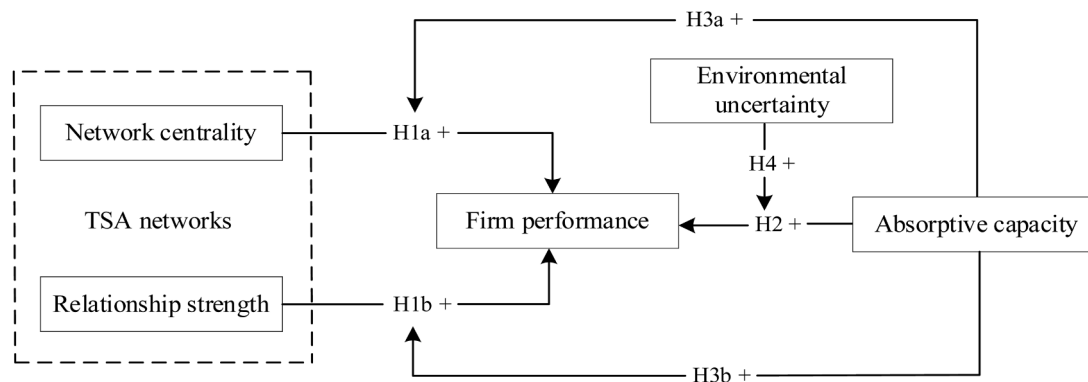 H3a +
Environmental
uncertainty
Network centrality
H1a +
H4 +
TSA networks
Firm performance
H2 +
Absorptive capacity
Relationship strength
H1b +
H3b +